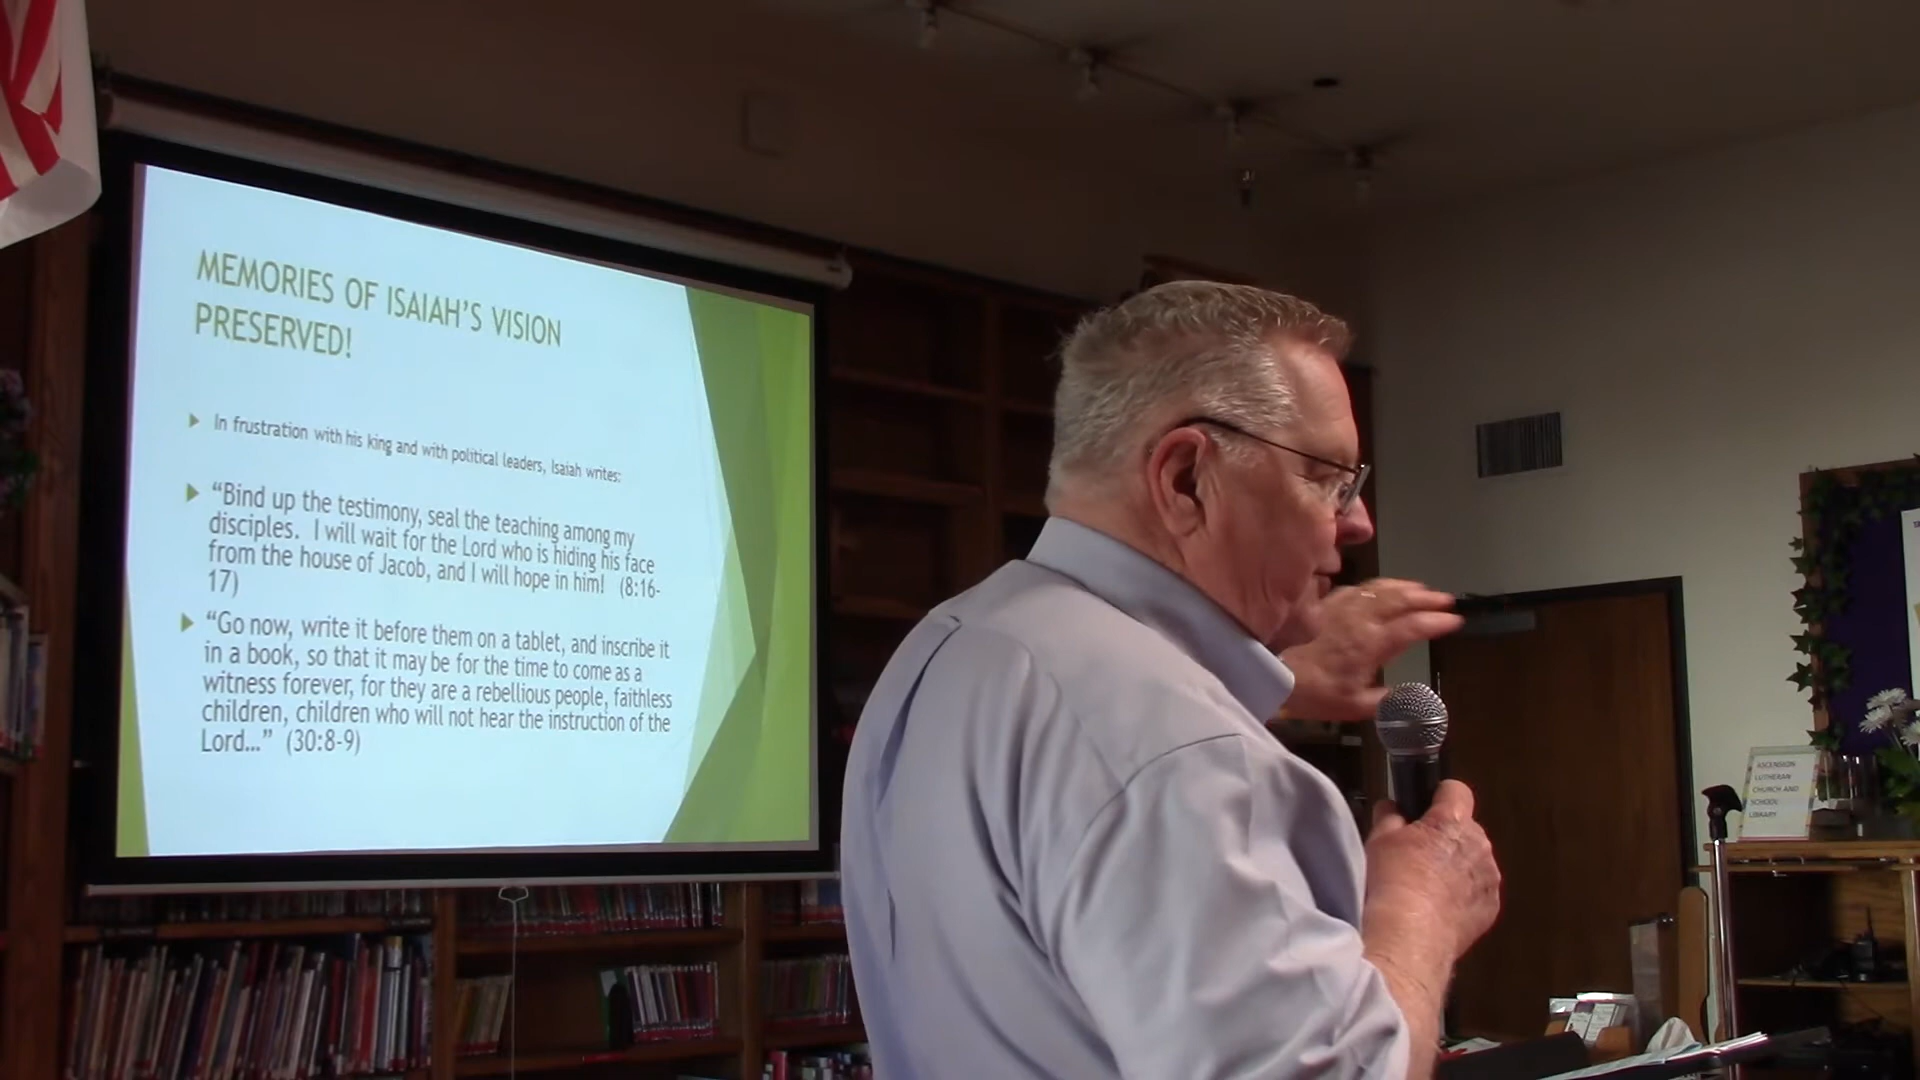 MEMORIES OF ISAIAH'S VISION
PRESERVED!
In frustration with his king and with political leaders, Isaiah writes:
“Bind up the testimony, seal the teaching among my
disciples. I will wait for the Lord who is hiding his face
from the house of Jacob, and I will hope in him! (8:16-
17)
“Go now, write it before them on a tablet, and inscribe it
in a book, so that it may be for the time to come as a
witness forever, for they are a rebellious people, faithless
children, children who will not hear the instruction of the
Lord...” (30:8-9)
ASCENSION
LUTHERAN
CHURCH AND
SCHOOL
LIBRARY